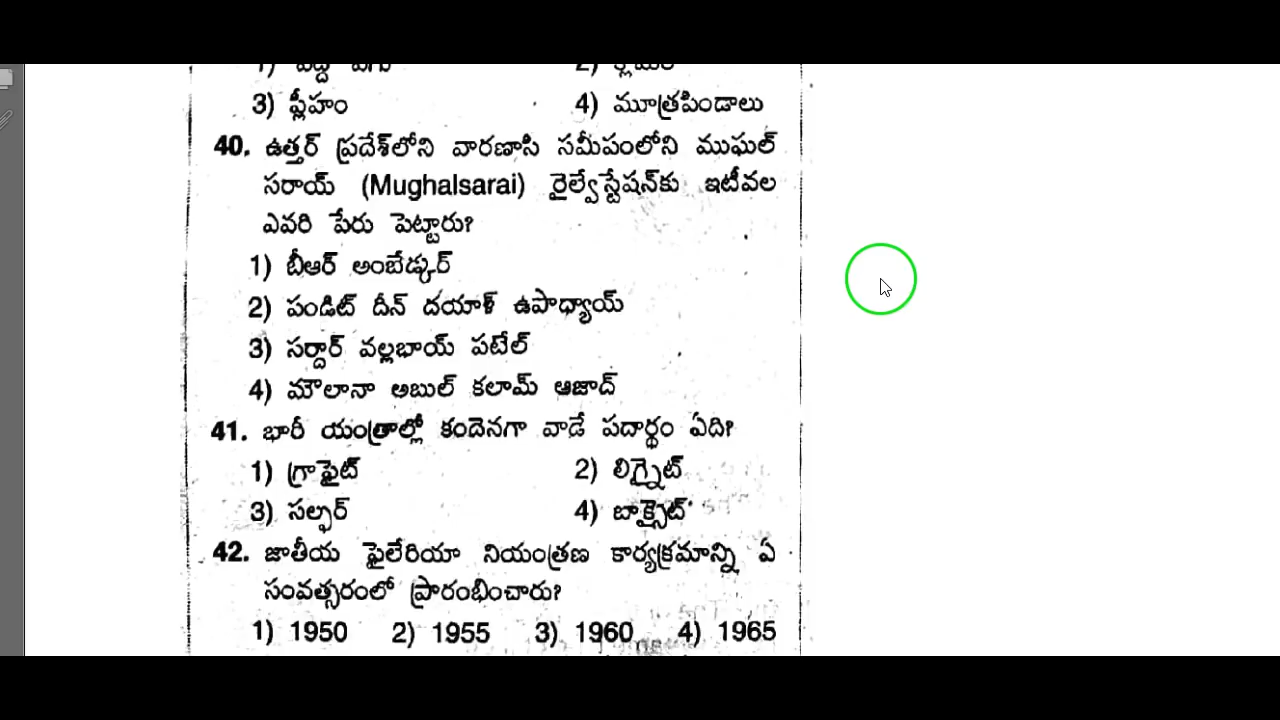 3) ప్లీహం 4) మూత్రపిండాలు
40. ఉత్తర్ ప్రదేశ్‌లోని వారణాసి సమీపంలోని ముఘల్
సరాయ్ (Mughalsarai) రైల్వేస్టేషన్‌కు ఇటీవల
ఎవరి పేరు పెట్టారు?
1) బీఆర్ అంబేడ్కర్
2) పండిట్ దీన్ దయాళ్ ఉపాధ్యాయ్
3) సర్దార్ వల్లభాయ్ పటేల్
4) మౌలానా అబుల్ కలామ్ ఆజాద్
41. భారీ యంత్రాల్లో కందెనగా వాడే పదార్థం ఏది?
1) గ్రాఫైట్ 2) లిగ్నైట్
3) సల్ఫర్ 4) బాక్సైట్
42. జాతీయ ఫైలేరియా నియంత్రణ కార్యక్రమాన్ని ఏ
సంవత్సరంలో ప్రారంభించారు?
1) 1950 2) 1955 3) 1960 4) 1965